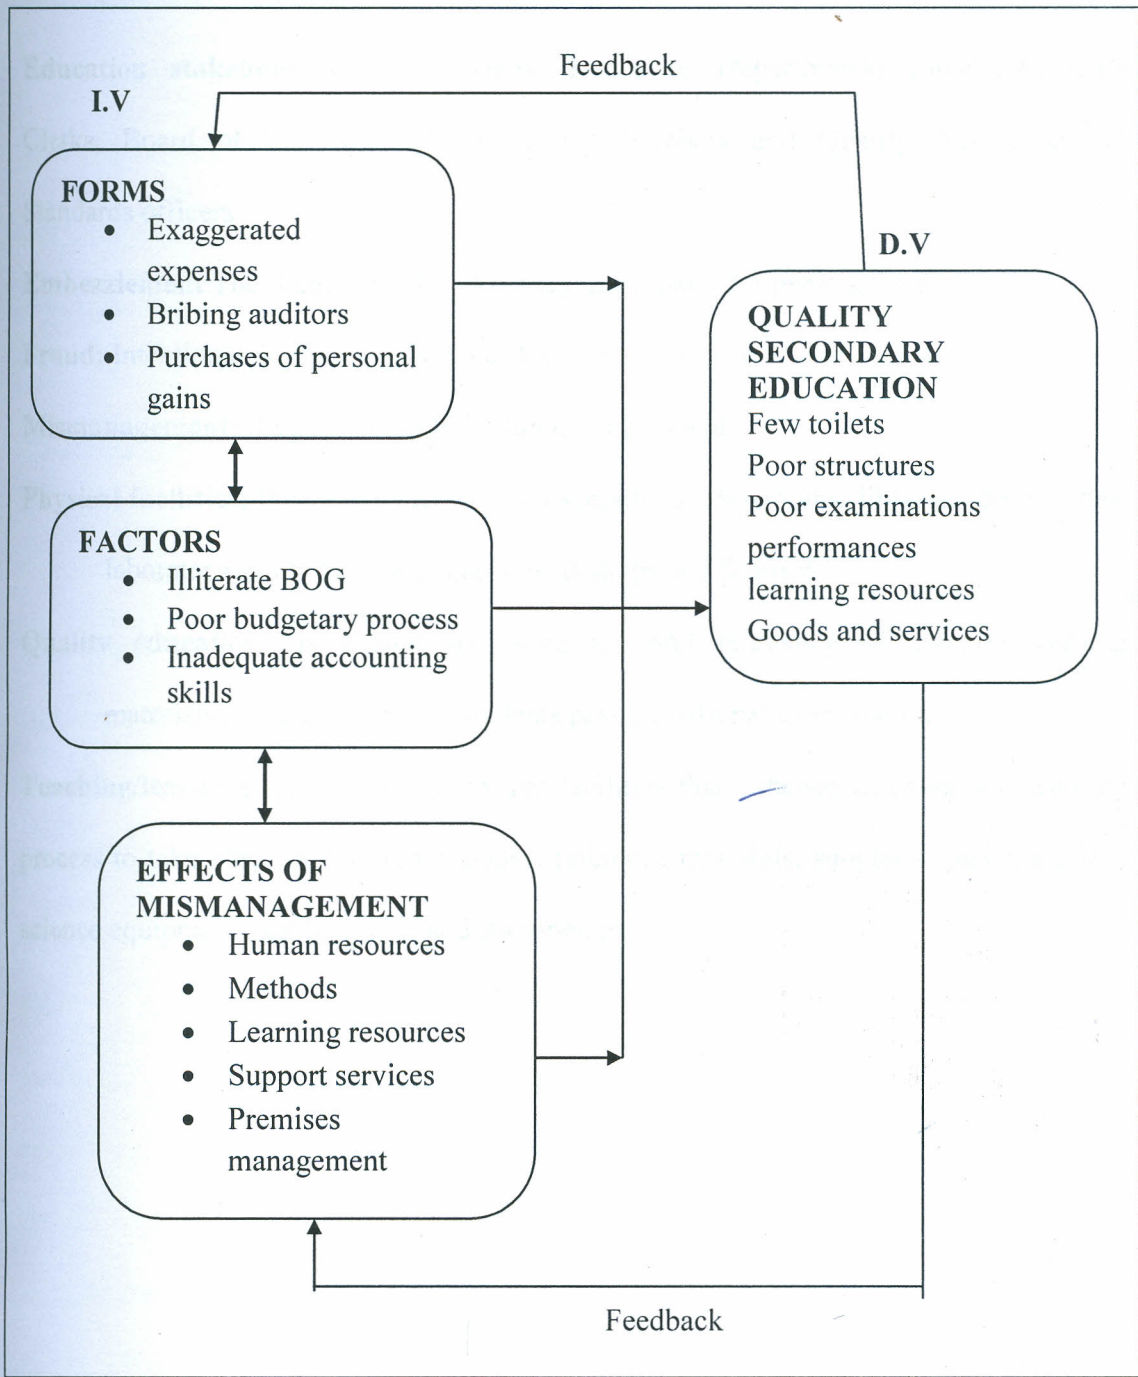 Feedback
I.V
FORMS
• Exaggerated
expenses
• Bribing auditors
• Purchases of personal
gains
D.V
QUALITY
SECONDARY
EDUCATION
Few toilets
Poor structures
Poor examinations
performances
learning resources
Goods and services
FACTORS
• Illiterate BOG
• Poor budgetary process
• Inadequate accounting
skills
EFFECTS OF
MISMANAGEMENT
• Human resources
• Methods
• Learning resources
• Support services
• Premises
management
Feedback